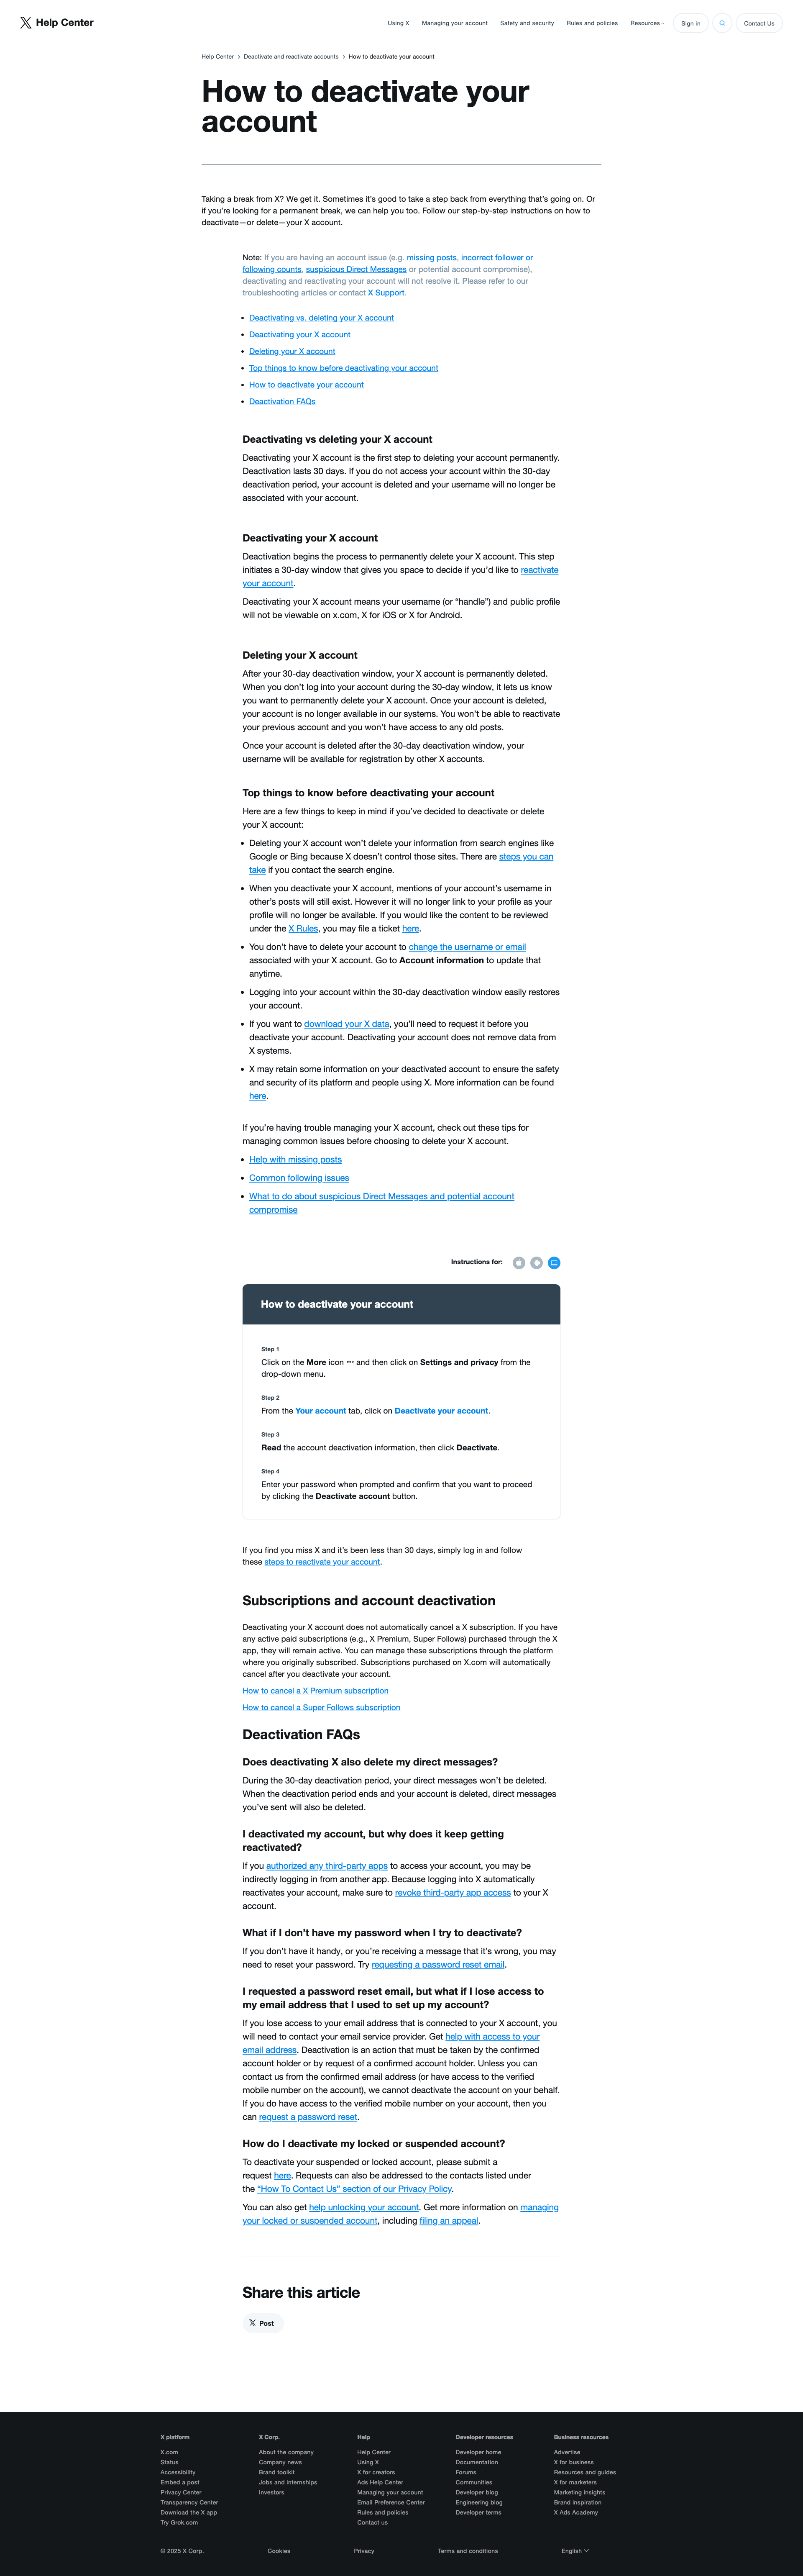 Help Center
Using X
Managing your account
Safety and security
Rules and policies
Resources
Sign in
Contact Us
Help Center > Deactivate and reactivate accounts > How to deactivate your account
How to deactivate your
account
Taking a break from X? We get it. Sometimes it’s good to take a step back from everything that’s going on. Or
if you’re looking for a permanent break, we can help you too. Follow our step-by-step instructions on how to
deactivate—or delete—your X account.
Note: If you are having an account issue (e.g. missing posts, incorrect follower or
following counts, suspicious Direct Messages or potential account compromise),
deactivating and reactivating your account will not resolve it. Please refer to our
troubleshooting articles or contact X Support.
• Deactivating vs. deleting your X account
• Deactivating your X account
• Deleting your X account
• Top things to know before deactivating your account
• How to deactivate your account
• Deactivation FAQs
Deactivating vs deleting your X account
Deactivating your X account is the first step to deleting your account permanently.
Deactivation lasts 30 days. If you do not access your account within the 30-day
deactivation period, your account is deleted and your username will no longer be
associated with your account.
Deactivating your X account
Deactivation begins the process to permanently delete your X account. This step
initiates a 30-day window that gives you space to decide if you’d like to reactivate
your account.
Deactivating your X account means your username (or “handle”) and public profile
will not be viewable on x.com, X for iOS or X for Android.
Deleting your X account
After your 30-day deactivation window, your X account is permanently deleted.
When you don’t log into your account during the 30-day window, it lets us know
you want to permanently delete your X account. Once your account is deleted,
your account is no longer available in our systems. You won’t be able to reactivate
your previous account and you won’t have access to any old posts.
Once your account is deleted after the 30-day deactivation window, your
username will be available for registration by other X accounts.
Top things to know before deactivating your account
Here are a few things to keep in mind if you’ve decided to deactivate or delete
your X account:
• Deleting your X account won’t delete your information from search engines like
Google or Bing because X doesn’t control those sites. There are steps you can
take if you contact the search engine.
• When you deactivate your X account, mentions of your account’s username in
other’s posts will still exist. However it will no longer link to your profile as your
profile will no longer be available. If you would like the content to be reviewed
under the X Rules, you may file a ticket here.
• You don’t have to delete your account to change the username or email
associated with your X account. Go to Account information to update that
anytime.
• Logging into your account within the 30-day deactivation window easily restores
your account.
• If you want to download your X data, you’ll need to request it before you
deactivate your account. Deactivating your account does not remove data from
X systems.
• X may retain some information on your deactivated account to ensure the safety
and security of its platform and people using X. More information can be found
here.
If you’re having trouble managing your X account, check out these tips for
managing common issues before choosing to delete your X account.
• Help with missing posts
• Common following issues
• What to do about suspicious Direct Messages and potential account
compromise
Instructions for:
How to deactivate your account
Step 1
Click on the More icon ··· and then click on Settings and privacy from the
drop-down menu.
Step 2
From the Your account tab, click on Deactivate your account.
Step 3
Read the account deactivation information, then click Deactivate.
Step 4
Enter your password when prompted and confirm that you want to proceed
by clicking the Deactivate account button.
If you find you miss X and it’s been less than 30 days, simply log in and follow
these steps to reactivate your account.
Subscriptions and account deactivation
Deactivating your X account does not automatically cancel a X subscription. If you have
any active paid subscriptions (e.g., X Premium, Super Follows) purchased through the X
app, they will remain active. You can manage these subscriptions through the platform
where you originally subscribed. Subscriptions purchased on X.com will automatically
cancel after you deactivate your account.
How to cancel a X Premium subscription
How to cancel a Super Follows subscription
Deactivation FAQs
Does deactivating X also delete my direct messages?
During the 30-day deactivation period, your direct messages won’t be deleted.
When the deactivation period ends and your account is deleted, direct messages
you’ve sent will also be deleted.
I deactivated my account, but why does it keep getting
reactivated?
If you authorized any third-party apps to access your account, you may be
indirectly logging in from another app. Because logging into X automatically
reactivates your account, make sure to revoke third-party app access to your X
account.
What if I don’t have my password when I try to deactivate?
If you don’t have it handy, or you’re receiving a message that it’s wrong, you may
need to reset your password. Try requesting a password reset email.
I requested a password reset email, but what if I lose access to
my email address that I used to set up my account?
If you lose access to your email address that is connected to your X account, you
will need to contact your email service provider. Get help with access to your
email address. Deactivation is an action that must be taken by the confirmed
account holder or by request of a confirmed account holder. Unless you can
contact us from the confirmed email address (or have access to the verified
mobile number on the account), we cannot deactivate the account on your behalf.
If you do have access to the verified mobile number on your account, then you
can request a password reset.
How do I deactivate my locked or suspended account?
To deactivate your suspended or locked account, please submit a
request here. Requests can also be addressed to the contacts listed under
the “How To Contact Us” section of our Privacy Policy.
You can also get help unlocking your account. Get more information on managing
your locked or suspended account, including filing an appeal.
Share this article
Post
X platform
X.com
Status
Accessibility
Embed a post
Privacy Center
Transparency Center
Download the X app
Try Grok.com
X Corp.
About the company
Company news
Brand toolkit
Jobs and internships
Investors
Help
Help Center
Using X
X for creators
Ads Help Center
Managing your account
Email Preference Center
Rules and policies
Contact us
Developer resources
Developer home
Documentation
Forums
Communities
Developer blog
Engineering blog
Developer terms
Business resources
Advertise
X for business
Resources and guides
X for marketers
Marketing insights
Brand inspiration
X Ads Academy
© 2025 X Corp.
Cookies
Privacy
Terms and conditions
English